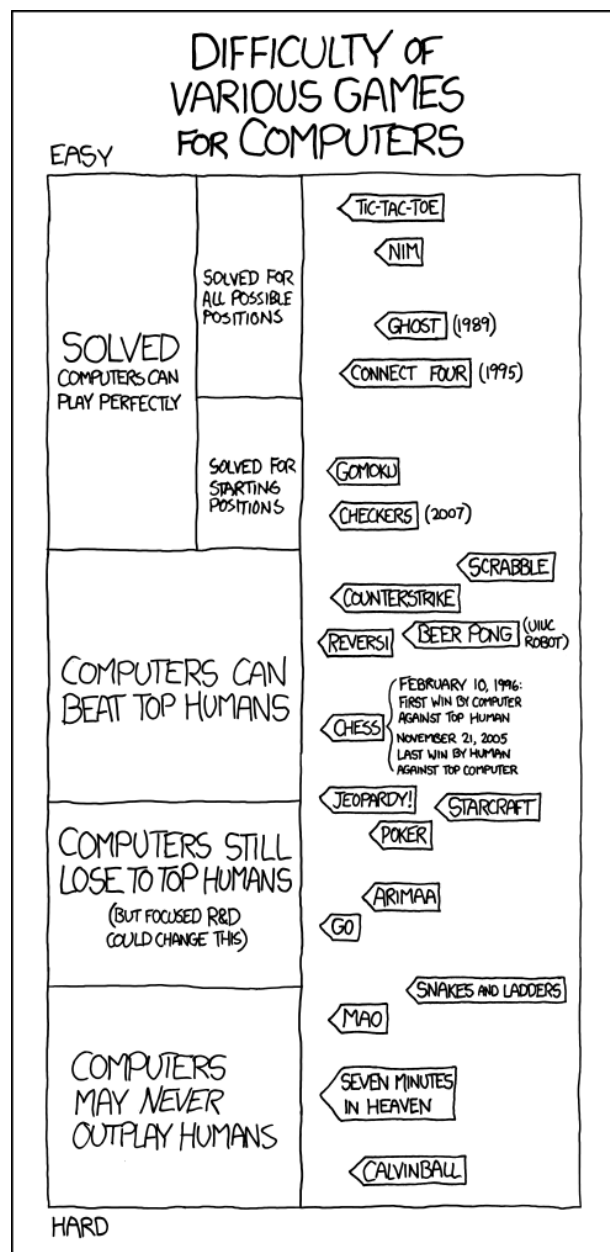 DIFFICULTY OF
VARIOUS GAMES
FOR COMPUTERS
EASY
SOLVED
COMPUTERS CAN
PLAY PERFECTLY
SOLVED FOR
ALL POSSIBLE
POSITIONS
TIC-TAC-TOE
NIM
GHOST (1989)
CONNECT FOUR (1995)
SOLVED FOR
STARTING
POSITIONS
GOMOKU
CHECKERS (2007)
COMPUTERS CAN
BEAT TOP HUMANS
SCRABBLE
COUNTERSTRIKE
REVERSI
BEER PONG (UIUC
ROBOT)
CHESS
FEBRUARY 10, 1996:
FIRST WIN BY COMPUTER
AGAINST TOP HUMAN
NOVEMBER 21, 2005
LAST WIN BY HUMAN
AGAINST TOP COMPUTER
JEOPARDY!
STARCRAFT
POKER
COMPUTERS STILL
LOSE TO TOP HUMANS
(BUT FOCUSED R&D
COULD CHANGE THIS)
ARIMAA
GO
COMPUTERS
MAY NEVER
OUTPLAY HUMANS
SNAKES AND LADDERS
MAO
SEVEN MINUTES
IN HEAVEN
CALVINBALL
HARD